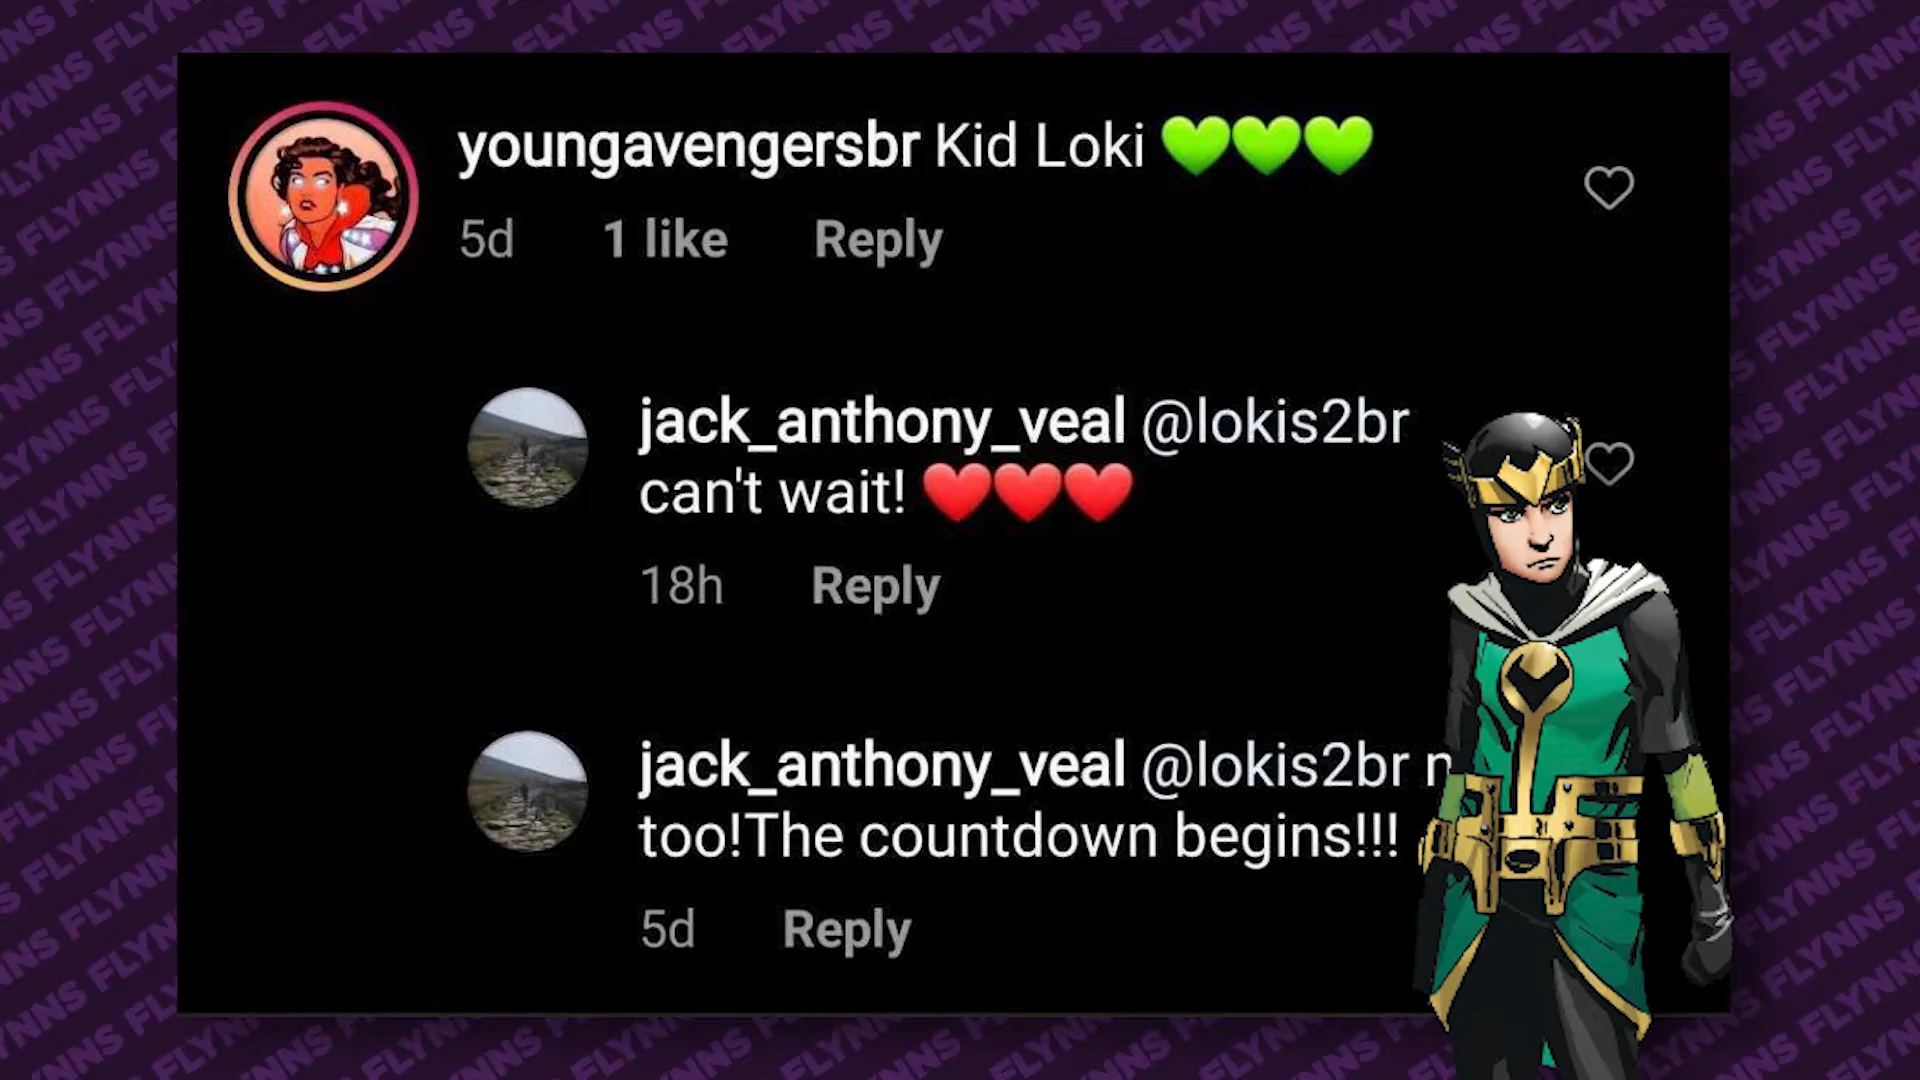 youngavengersbr Kid Loki 💚💚💚
5d 1 like Reply
jack_anthony_veal @lokis2br
can't wait! ❤️❤️❤️
18h Reply
jack_anthony_veal @lokis2br
too!The countdown begins!!!
5d Reply
FLYNNS